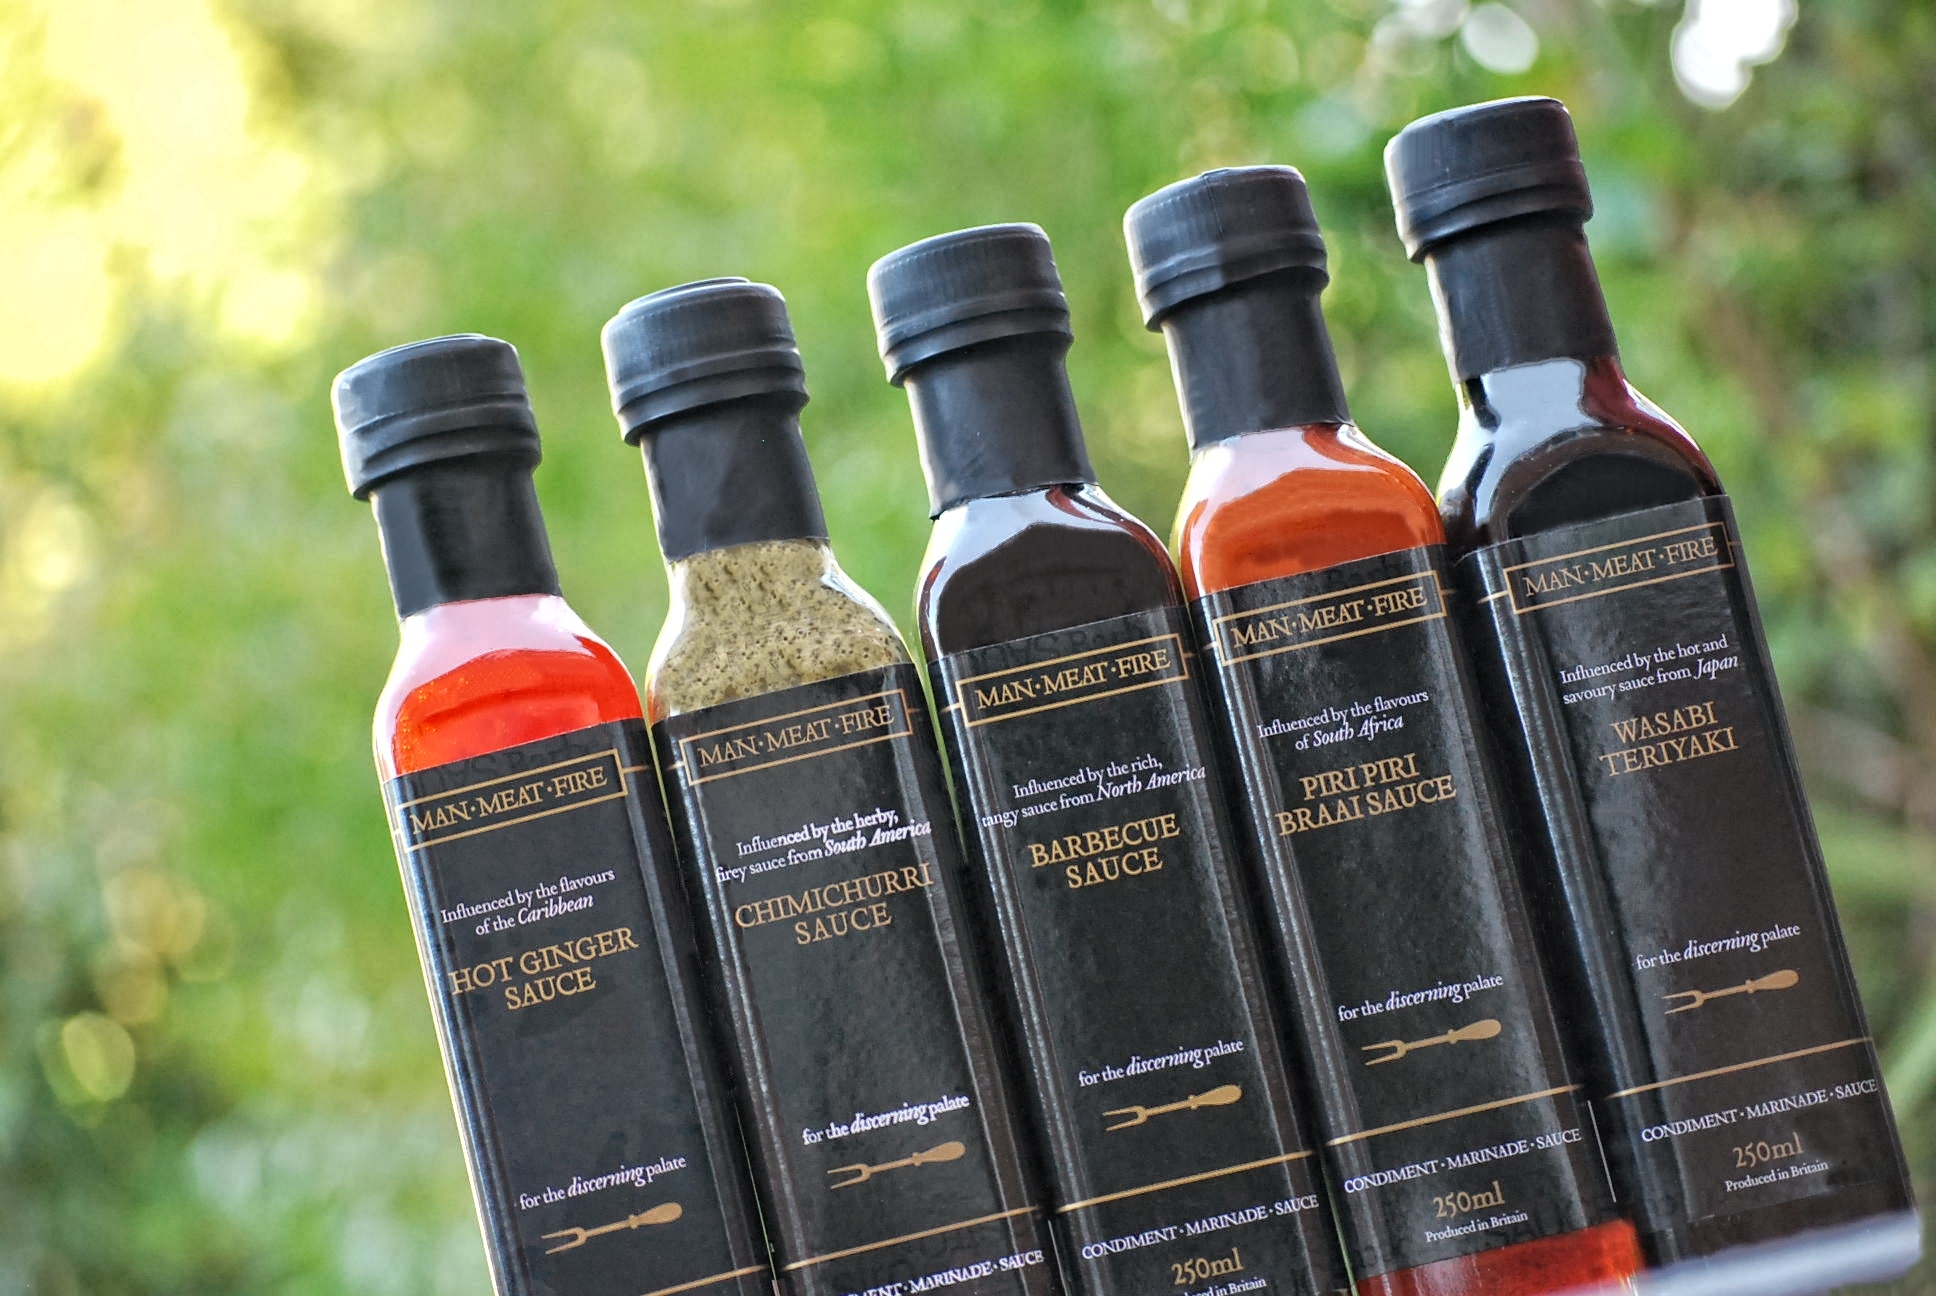 MAN·MEAT·FIRE
Influenced by the flavours
of the Caribbean
HOT GINGER
SAUCE
for the discerning palate
MAN·MEAT·FIRE
Influenced by the herby,
firey sauce from South America
CHIMICHURRI
SAUCE
for the discerning palate
MARINADE·SAUCE
MAN·MEAT·FIRE
Influenced by the rich,
tangy sauce from North America
BARBECUE
SAUCE
for the discerning palate
CONDIMENT·MARINADE·SAUCE
250ml
in Britain
MAN·MEAT·FIRE
Influenced by the flavours
of South Africa
PIRI PIRI
BRAAI SAUCE
for the discerning palate
CONDIMENT·MARINADE·SAUCE
250ml
Produced in Britain
MAN·MEAT·FIRE
Influenced by the hot and
savoury sauce from Japan
WASABI
TERIYAKI
for the discerning palate
CONDIMENT·MARINADE·SAUCE
250ml
Produced in Britain